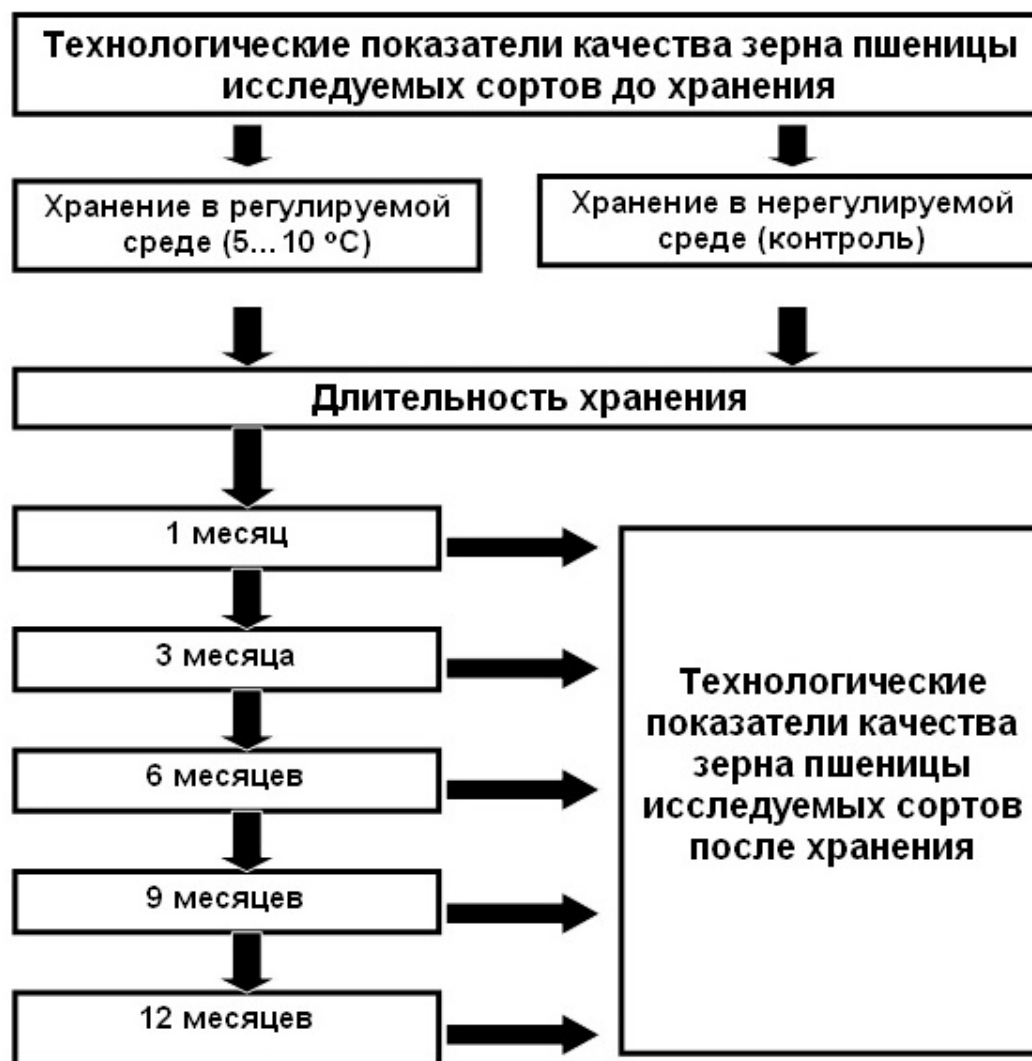 Технологические показатели качества зерна пшеницы
исследуемых сортов до хранения
Хранение в регулируемой
среде (5... 10 ºС)
Хранение в нерегулируемой
среде (контроль)
Длительность хранения
1 месяц
3 месяца
6 месяцев
9 месяцев
12 месяцев
Технологические
показатели качества
зерна пшеницы
исследуемых сортов
после хранения